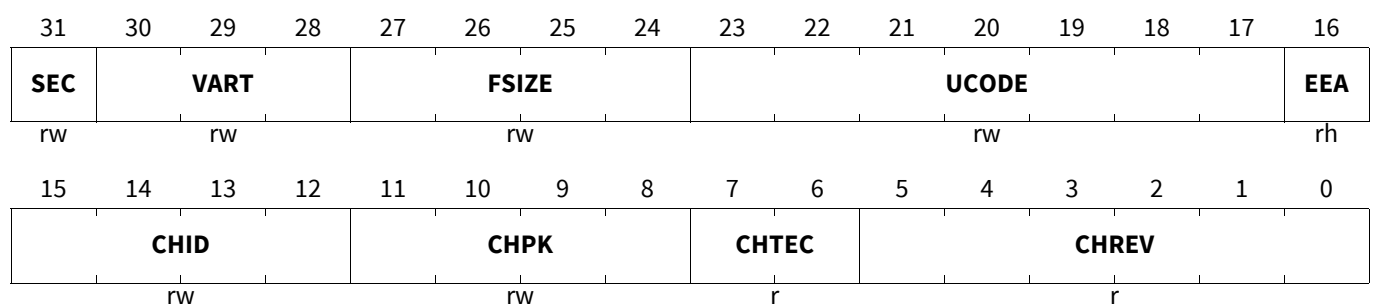 31 30 29 28 27 26 25 24 23 22 21 20 19 18 17 16
SEC VART FSIZE UCODE EEA
rw rw rw rw rh
15 14 13 12 11 10 9 8 7 6 5 4 3 2 1 0
CHID CHPK CHTEC CHREV
rw rw r r